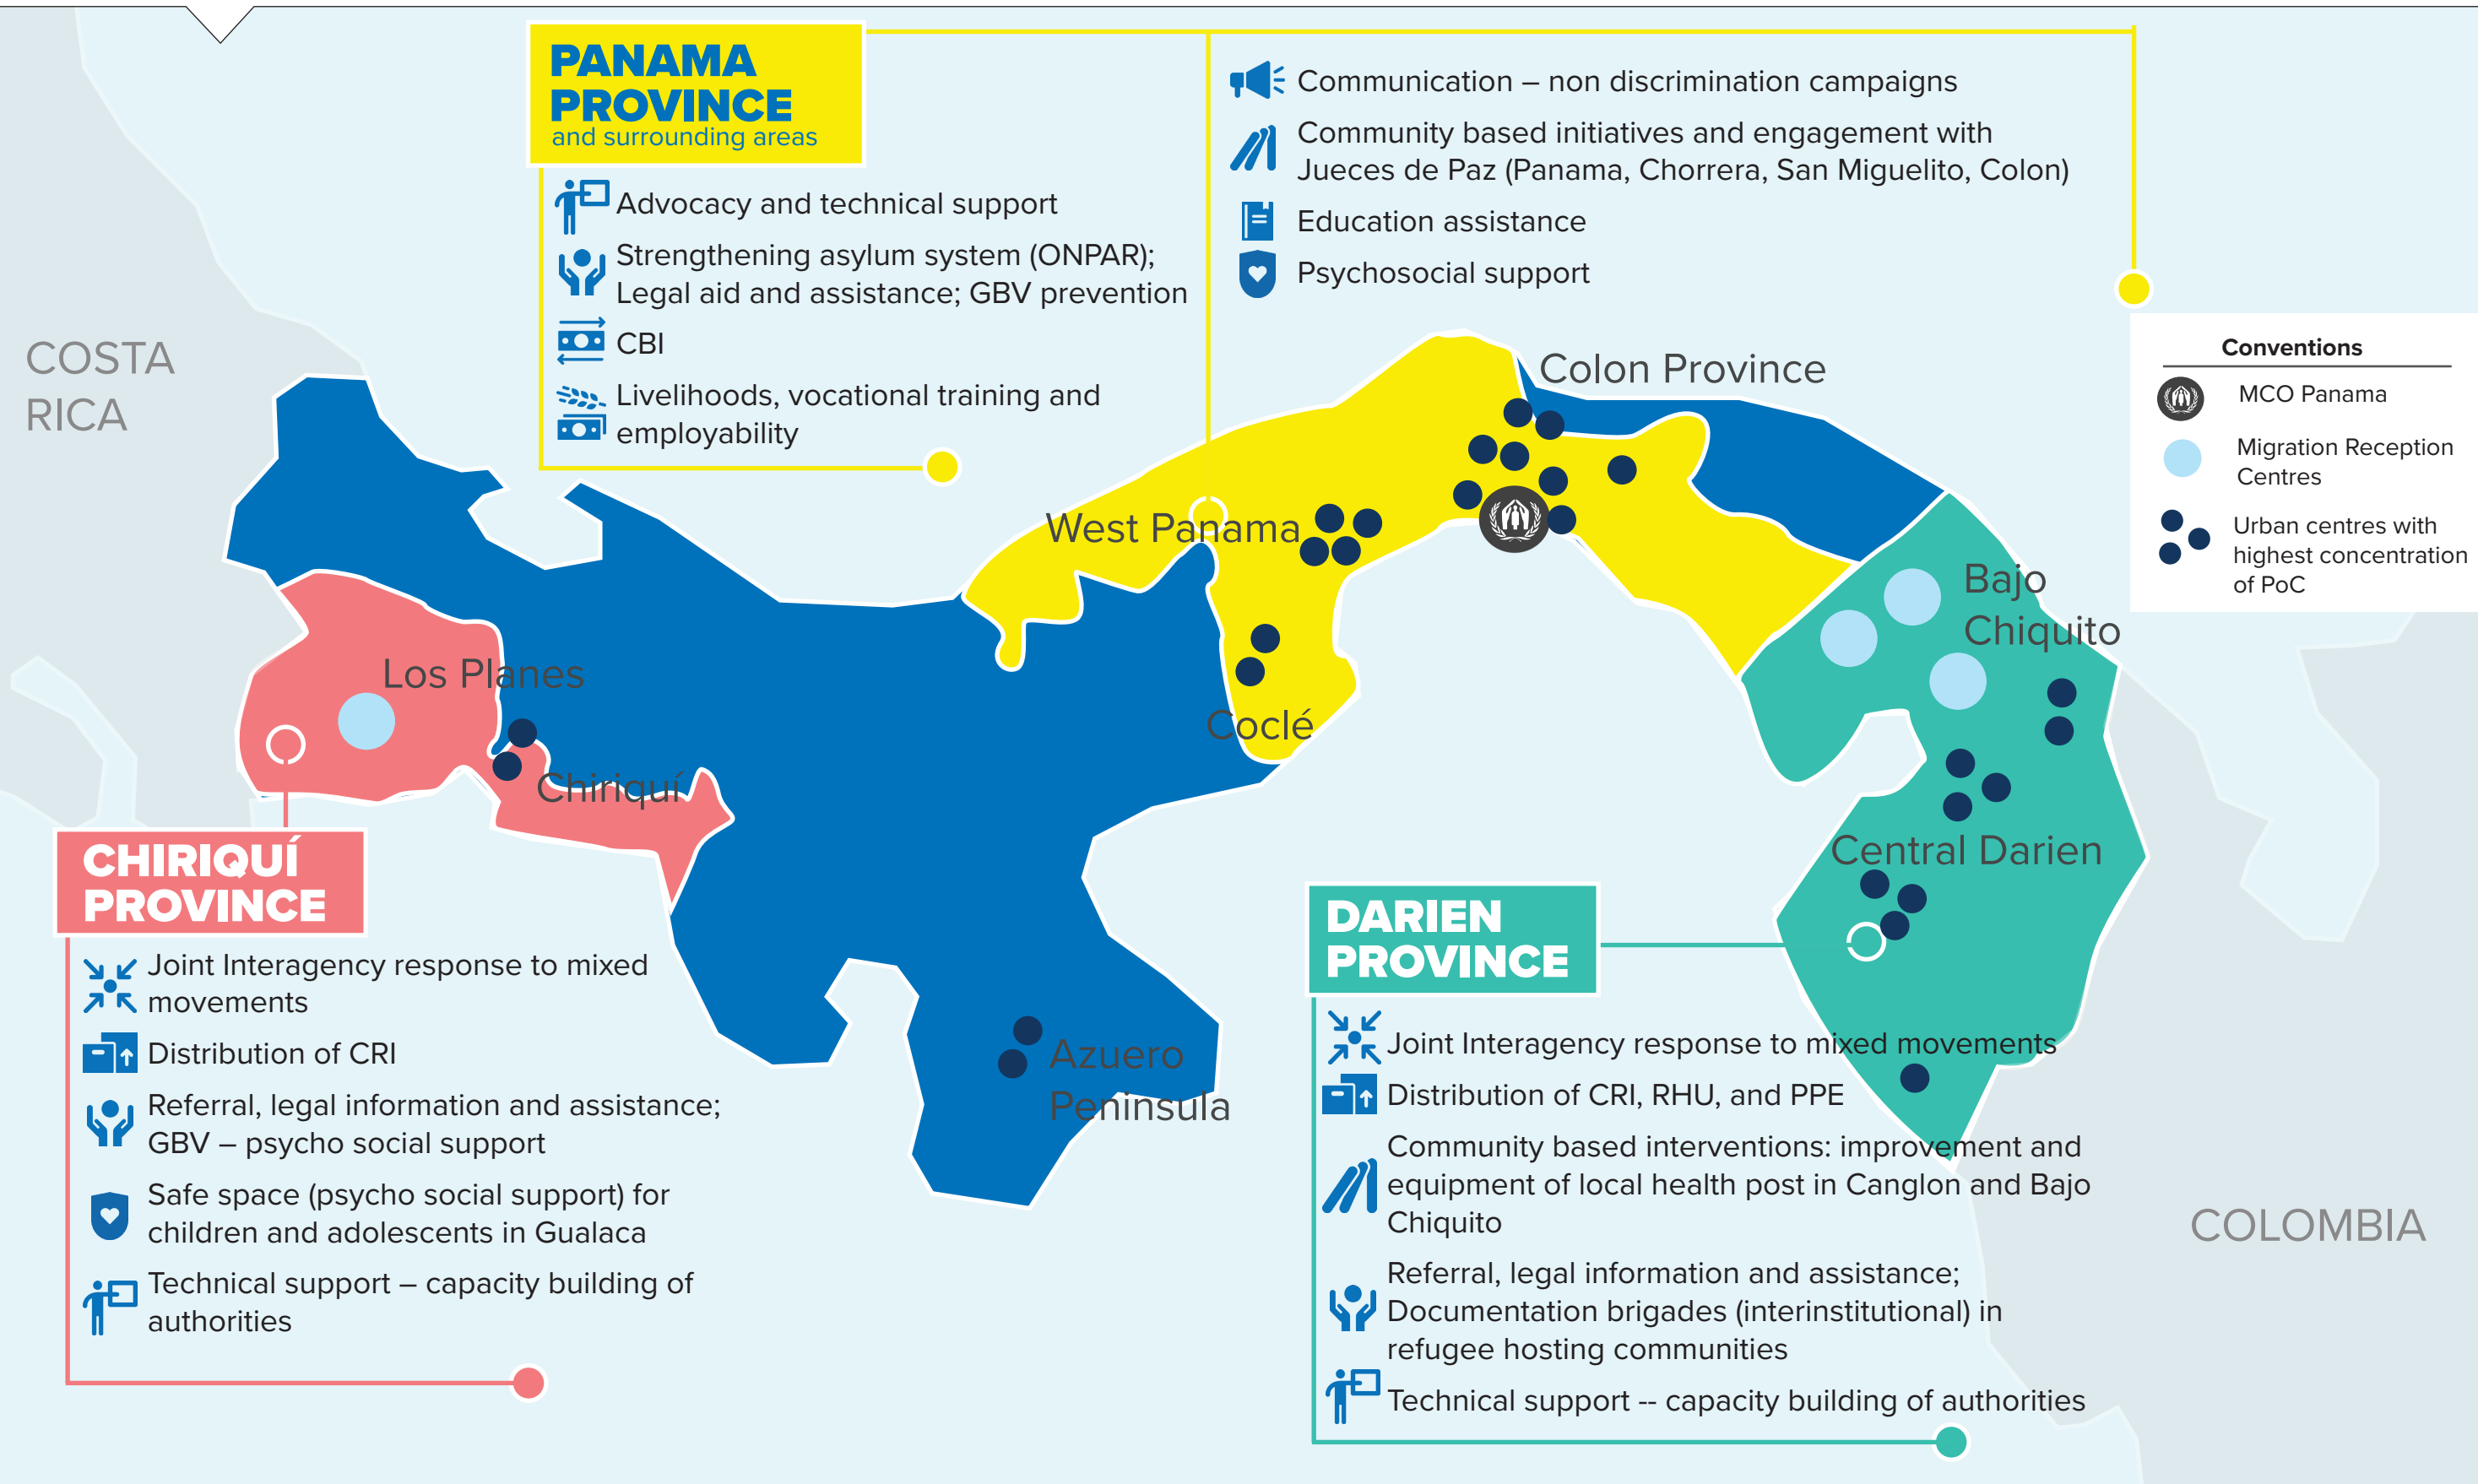 PANAMA
PROVINCE
and surrounding areas
Advocacy and technical support
Strengthening asylum system (ONPAR);
Legal aid and assistance; GBV prevention
CBI
Livelihoods, vocational training and
employability
Communication – non discrimination campaigns
Community based initiatives and engagement with
Jueces de Paz (Panama, Chorrera, San Miguelito, Colon)
Education assistance
Psychosocial support
Conventions
MCO Panama
Migration Reception
Centres
Urban centres with
highest concentration
of PoC
COSTA
RICA
Colon Province
West Panama
Bajo
Chiquito
Los Planes
Coclé
Chiriquí
Central Darien
Azuero
Peninsula
COLOMBIA
CHIRIQUÍ
PROVINCE
Joint Interagency response to mixed
movements
Distribution of CRI
Referral, legal information and assistance;
GBV – psycho social support
Safe space (psycho social support) for
children and adolescents in Gualaca
Technical support – capacity building of
authorities
DARIEN
PROVINCE
Joint Interagency response to mixed movements
Distribution of CRI, RHU, and PPE
Community based interventions: improvement and
equipment of local health post in Canglon and Bajo
Chiquito
Referral, legal information and assistance;
Documentation brigades (interinstitutional) in
refugee hosting communities
Technical support -- capacity building of authorities